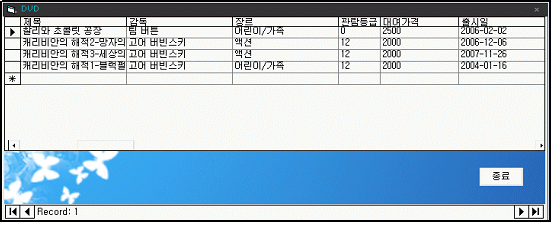 DVD
제목 감독 장르 관람등급 대여가격 출시일
찰리와 초콜릿 공장 팀 버튼 어린이/가족 0 2500 2006-02-02
캐리비안의 해적2-망자의 고어 버빈스키 액션 12 2000 2006-12-06
캐리비안의 해적3-세상의 고어 버빈스키 액션 12 2000 2007-11-26
캐리비안의 해적1-블랙펄 고어 버빈스키 어린이/가족 12 2000 2004-01-16
종료
Record: 1